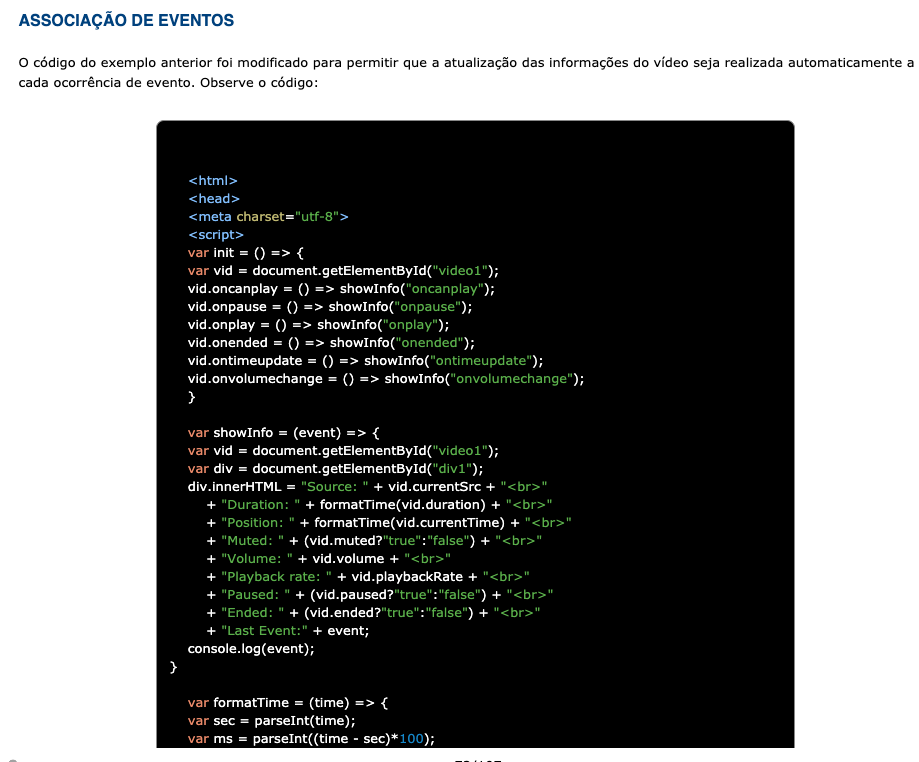 ASSOCIAÇÃO DE EVENTOS
O código do exemplo anterior foi modificado para permitir que a atualização das informações do vídeo seja realizada automaticamente a
cada ocorrência de evento. Observe o código:
<html>
<head>
<meta charset="utf-8">
<script>
var init = () => {
var vid = document.getElementById("video1");
vid.oncanplay = () => showInfo("oncanplay");
vid.onpause = () => showInfo("onpause");
vid.onplay = () => showInfo("onplay");
vid.onended = () => showInfo("onended");
vid.ontimeupdate = () => showInfo("ontimeupdate");
vid.onvolumechange = () => showInfo("onvolumechange");
}
var showInfo = (event) => {
var vid = document.getElementById("video1");
var div = document.getElementById("div1");
div.innerHTML = "Source: " + vid.currentSrc + "<br>"
+ "Duration: " + formatTime(vid.duration) + "<br>"
+ "Position: " + formatTime(vid.currentTime) + "<br>"
+ "Muted: " + (vid.muted?"true":"false") + "<br>"
+ "Volume: " + vid.volume + "<br>"
+ "Playback rate: " + vid.playbackRate + "<br>"
+ "Paused: " + (vid.paused?"true":"false") + "<br>"
+ "Ended: " + (vid.ended?"true":"false") + "<br>"
+ "Last Event:" + event;
console.log(event);
}
var formatTime = (time) => {
var sec = parseInt(time);
var ms = parseInt((time - sec)*100);